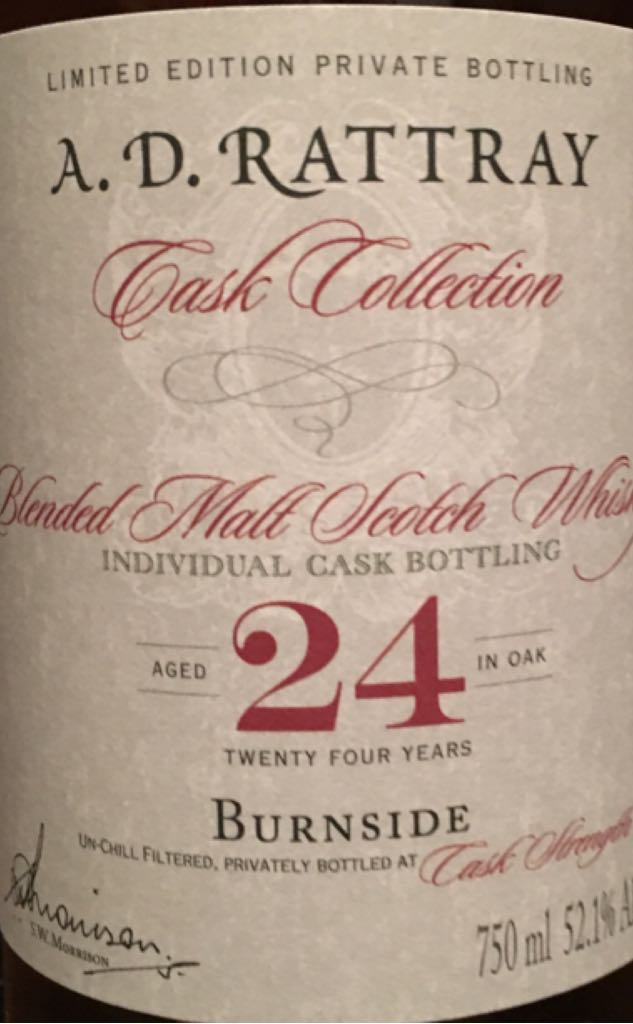 LIMITED EDITION PRIVATE BOTTLING
A. D. RATTRAY
Cask Collection
Blended Malt Scotch
INDIVIDUAL CASK BOTTLING
AGED 24 IN OAK
TWENTY FOUR YEARS
BURNSIDE
UN-CHILL FILTERED, PRIVATELY BOTTLED AT Cask Strength
S.W. MORRISON
750 ml 52.1%